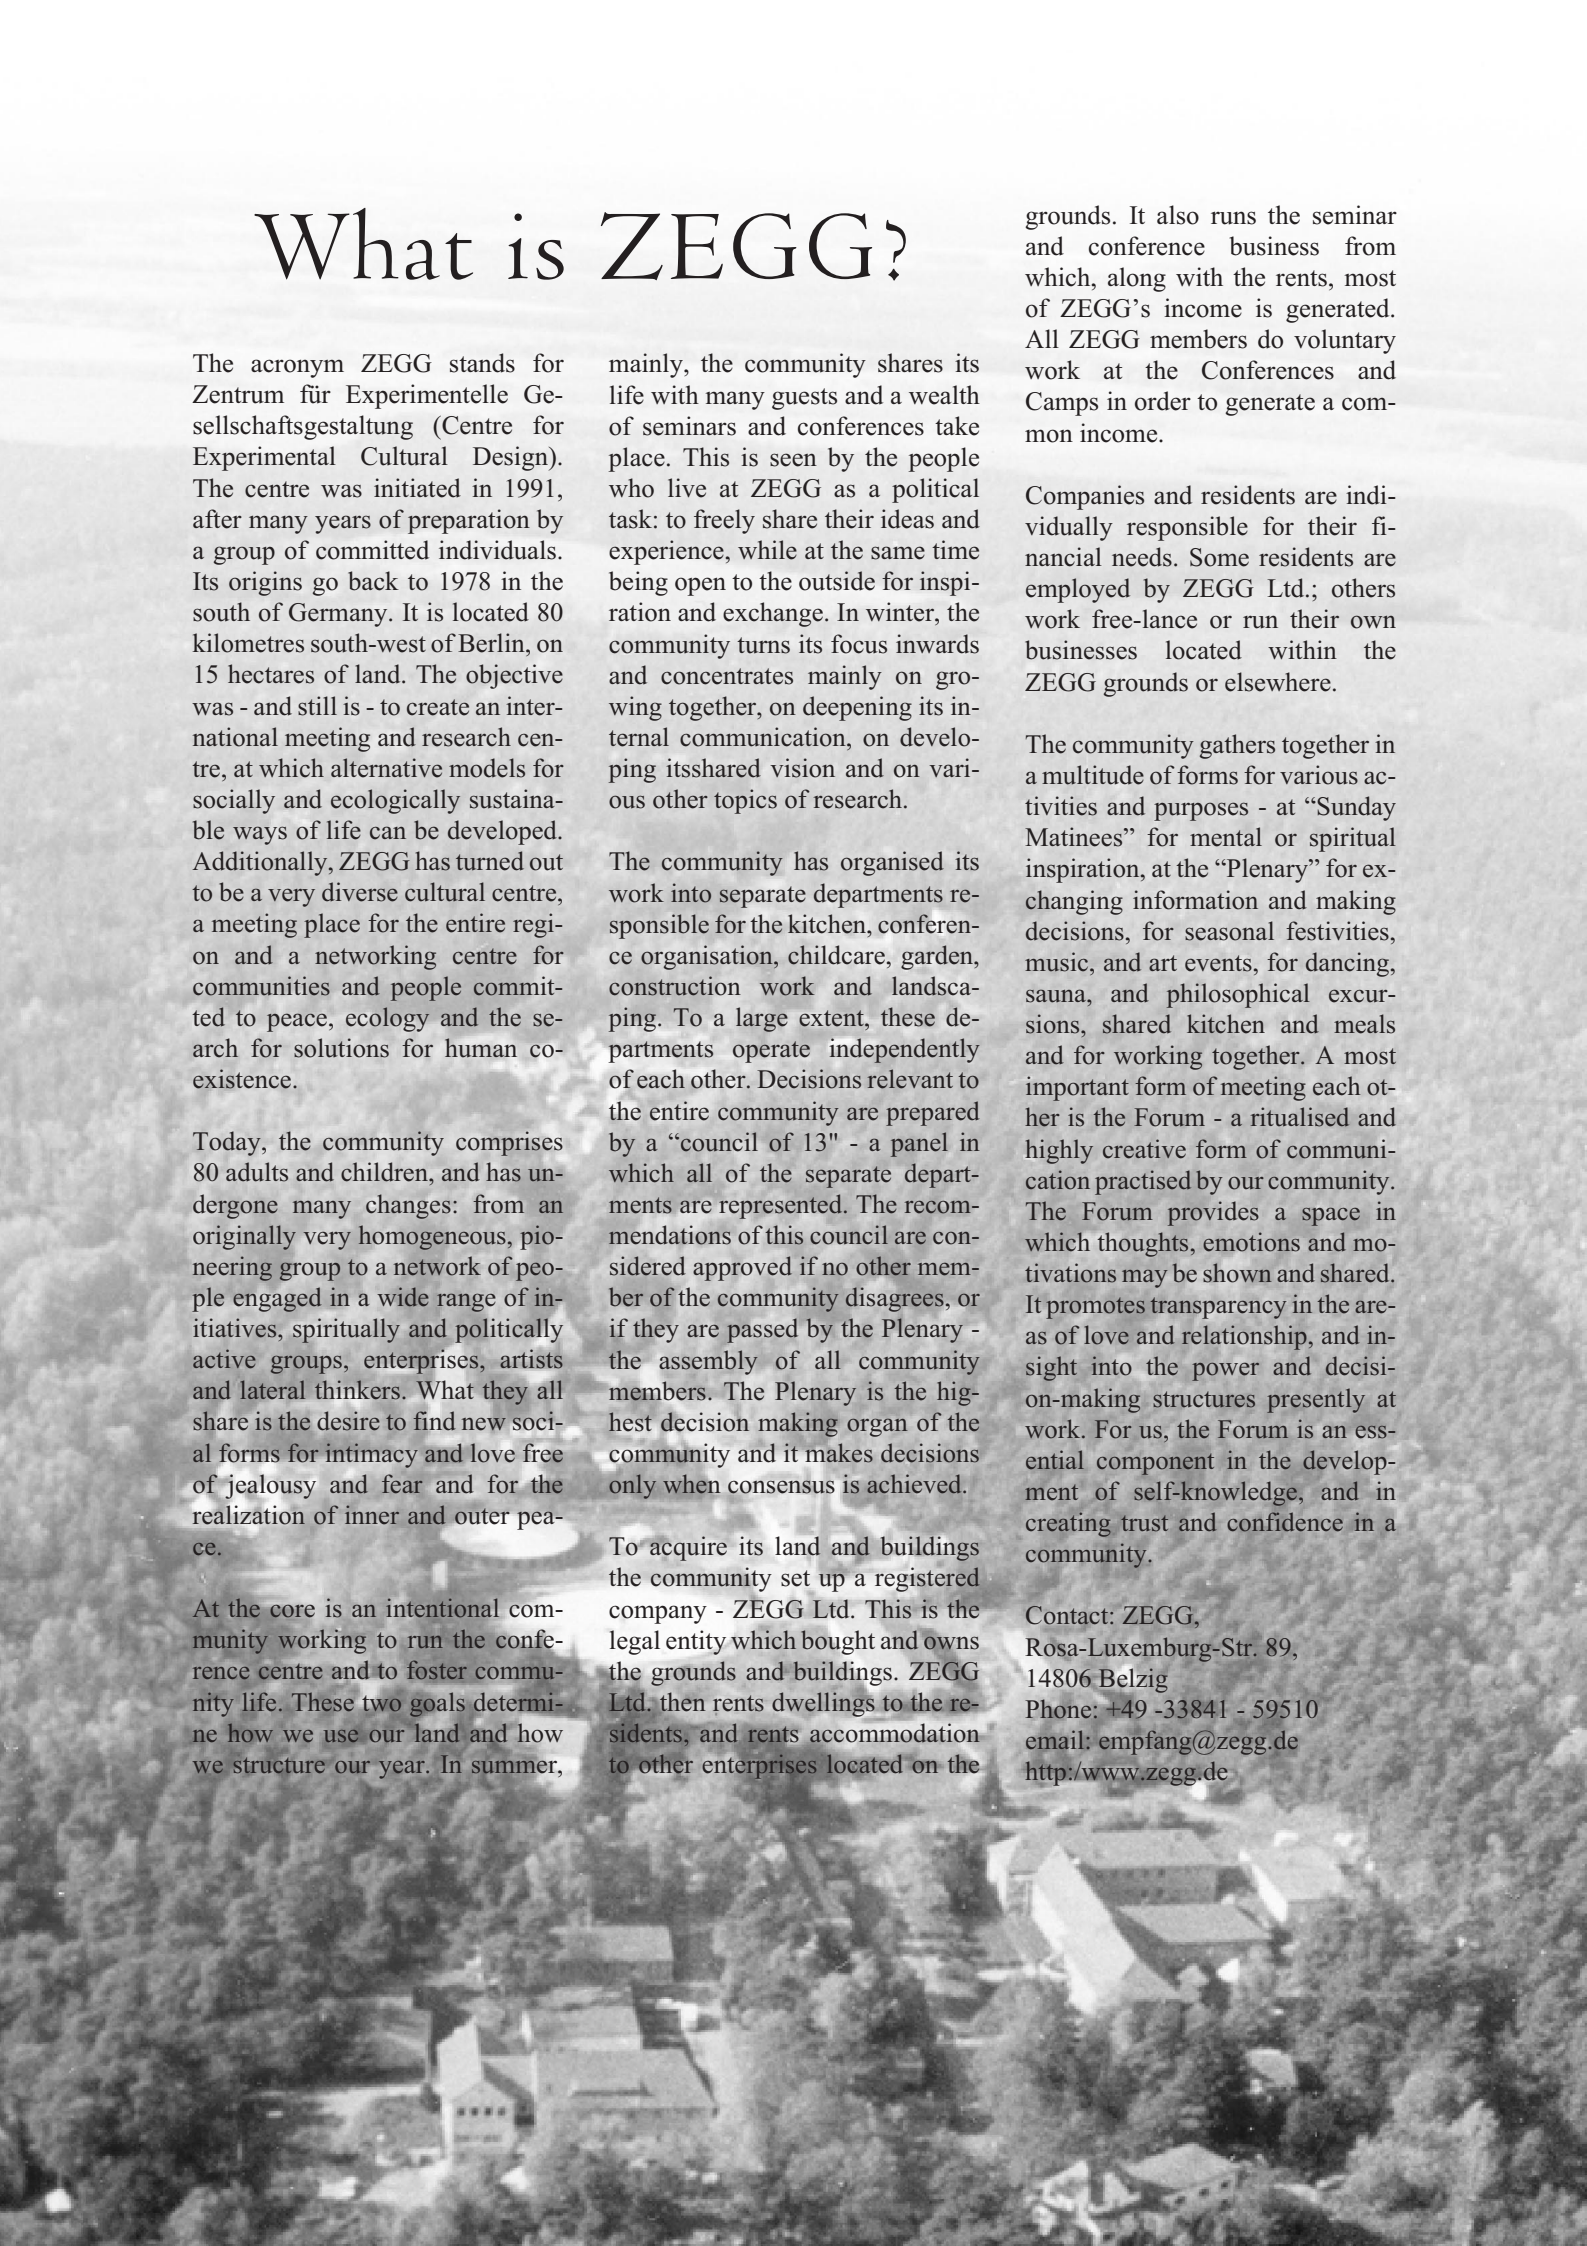 What is ZEGG?
The acronym ZEGG stands for
Zentrum für Experimentelle Ge-
sellschaftsgestaltung (Centre for
Experimental Cultural Design).
The centre was initiated in 1991,
after many years of preparation by
a group of committed individuals.
Its origins go back to 1978 in the
south of Germany. It is located 80
kilometres south-west of Berlin, on
15 hectares of land. The objective
was - and still is - to create an inter-
national meeting and research cen-
tre, at which alternative models for
socially and ecologically sustaina-
ble ways of life can be developed.
Additionally, ZEGG has turned out
to be a very diverse cultural centre,
a meeting place for the entire regi-
on and a networking centre for
communities and people commit-
ted to peace, ecology and the se-
arch for solutions for human co-
existence.
Today, the community comprises
80 adults and children, and has un-
dergone many changes: from an
originally very homogeneous, pio-
neering group to a network of peo-
ple engaged in a wide range of in-
itiatives, spiritually and politically
active groups, enterprises, artists
and lateral thinkers. What they all
share is the desire to find new soci-
al forms for intimacy and love free
of jealousy and fear and for the
realization of inner and outer pea-
ce.
At the core is an intentional com-
munity working to run the confe-
rence centre and to foster commu-
nity life. These two goals determi-
ne how we use our land and how
we structure our year. In summer,
mainly, the community shares its
life with many guests and a wealth
of seminars and conferences take
place. This is seen by the people
who live at ZEGG as a political
task: to freely share their ideas and
experience, while at the same time
being open to the outside for inspi-
ration and exchange. In winter, the
community turns its focus inwards
and concentrates mainly on gro-
wing together, on deepening its in-
ternal communication, on develo-
ping itsshared vision and on vari-
ous other topics of research.
The community has organised its
work into separate departments re-
sponsible for the kitchen, conferen-
ce organisation, childcare, garden,
construction work and landsca-
ping. To a large extent, these de-
partments operate independently
of each other. Decisions relevant to
the entire community are prepared
by a “council of 13" - a panel in
which all of the separate depart-
ments are represented. The recom-
mendations of this council are con-
sidered approved if no other mem-
ber of the community disagrees, or
if they are passed by the Plenary -
the assembly of all community
members. The Plenary is the hig-
hest decision making organ of the
community and it makes decisions
only when consensus is achieved.
To acquire its land and buildings
the community set up a registered
company - ZEGG Ltd. This is the
legal entity which bought and owns
the grounds and buildings. ZEGG
Ltd. then rents dwellings to the re-
sidents, and rents accommodation
to other enterprises located on the
grounds. It also runs the seminar
and conference business from
which, along with the rents, most
of ZEGG’s income is generated.
All ZEGG members do voluntary
work at the Conferences and
Camps in order to generate a com-
mon income.
Companies and residents are indi-
vidually responsible for their fi-
nancial needs. Some residents are
employed by ZEGG Ltd.; others
work free-lance or run their own
businesses located within the
ZEGG grounds or elsewhere.
The community gathers together in
a multitude of forms for various ac-
tivities and purposes - at “Sunday
Matinees” for mental or spiritual
inspiration, at the “Plenary” for ex-
changing information and making
decisions, for seasonal festivities,
music, and art events, for dancing,
sauna, and philosophical excur-
sions, shared kitchen and meals
and for working together. A most
important form of meeting each ot-
her is the Forum - a ritualised and
highly creative form of communi-
cation practised by our community.
The Forum provides a space in
which thoughts, emotions and mo-
tivations may be shown and shared.
It promotes transparency in the are-
as of love and relationship, and in-
sight into the power and decisi-
on-making structures presently at
work. For us, the Forum is an ess-
ential component in the develop-
ment of self-knowledge, and in
creating trust and confidence in a
community.
Contact: ZEGG,
Rosa-Luxemburg-Str. 89,
14806 Belzig
Phone: +49 -33841 - 59510
email: empfang@zegg.de
http:/www.zegg.de